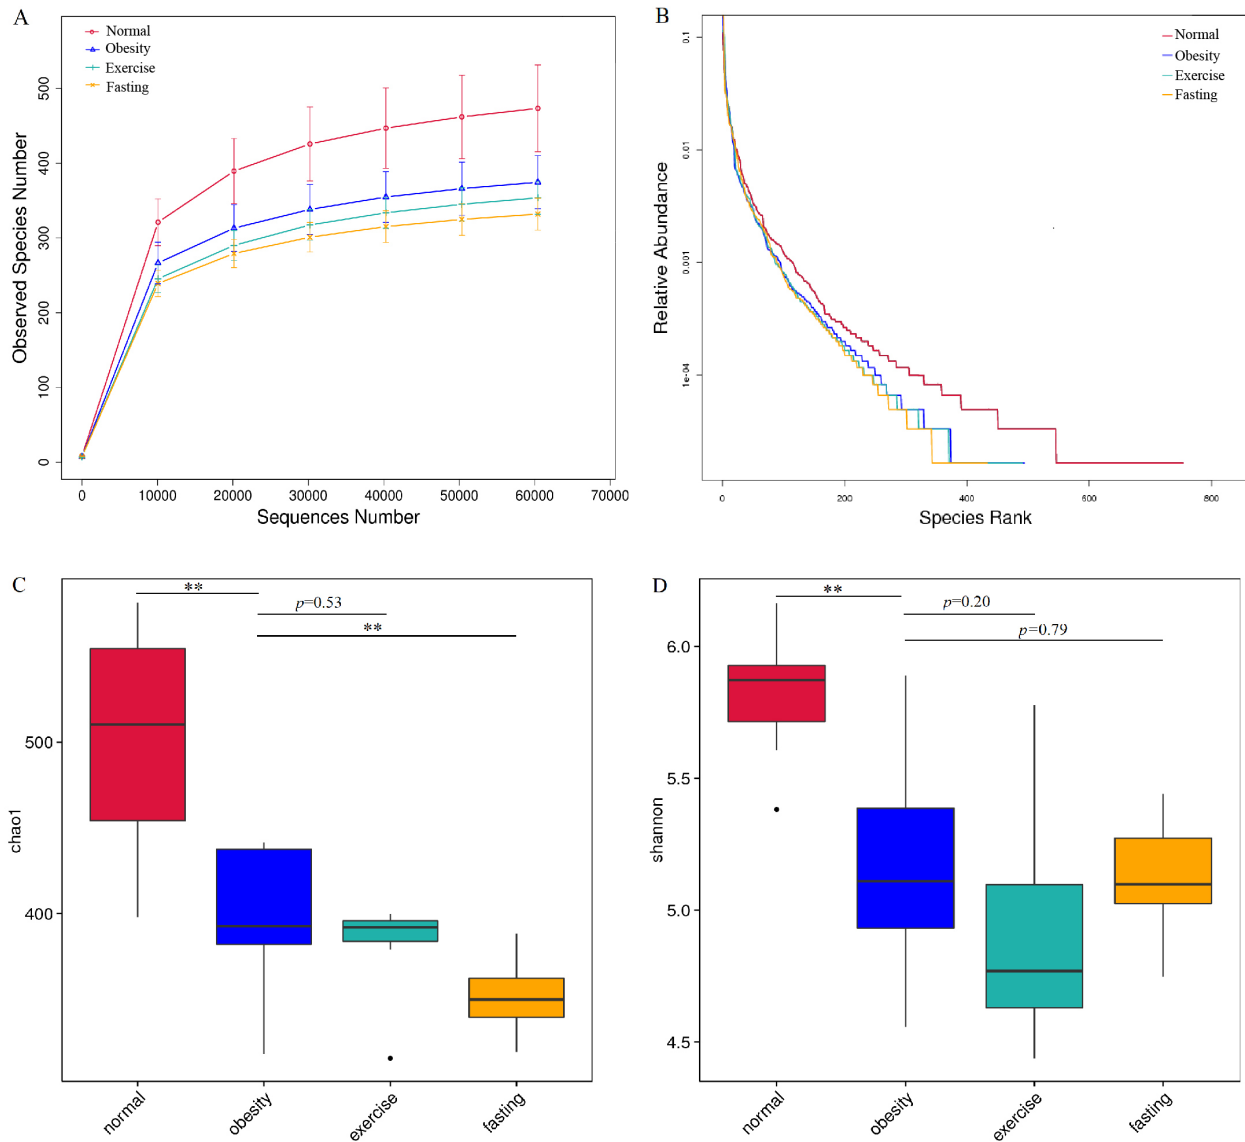 A
Normal
Obesity
Exercise
Fasting
Observed Species Number
500
400
300
200
100
0
0 10000 20000 30000 40000 50000 60000 70000
Sequences Number
B
Normal
Obesity
Exercise
Fasting
Relative Abundance
0.1
0.01
0.001
1e-04
0 200 400 600 800
Species Rank
C
**
p=0.53
**
chao1
500
400
normal obesity exercise fasting
D
**
p=0.20
p=0.79
shannon
6.0
5.5
5.0
4.5
normal obesity exercise fasting